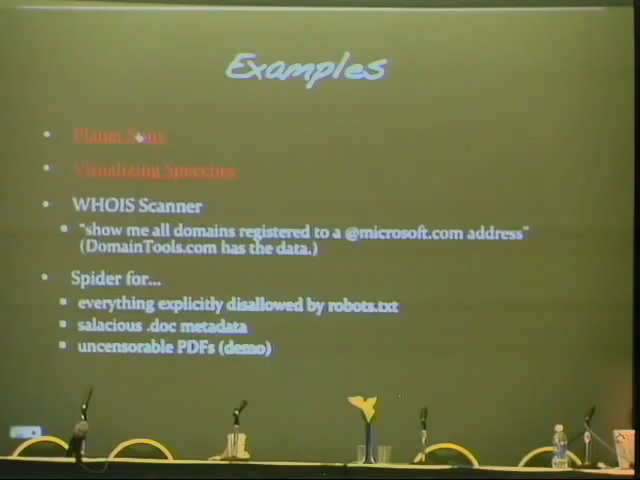 Examples
Planet Sony
Visualizing Speeches
WHOIS Scanner
"show me all domains registered to a @microsoft.com address"
(DomainTools.com has the data.)
Spider for...
everything explicitly disallowed by robots.txt
salacious .doc metadata
uncensorable PDFs (demo)